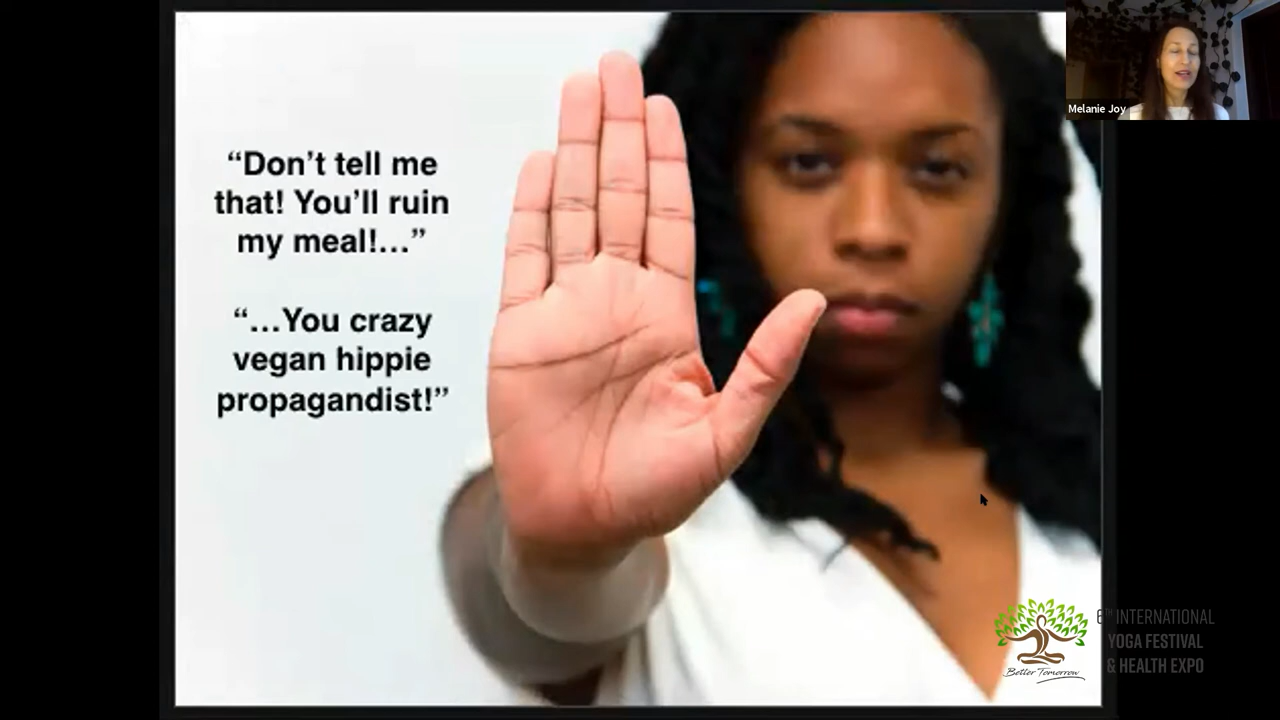 Melanie Joy
“Don’t tell me
that! You’ll ruin
my meal!...”
“...You crazy
vegan hippie
propagandist!”
Better Tomorrow
6TH INTERNATIONAL
YOGA FESTIVAL
& HEALTH EXPO